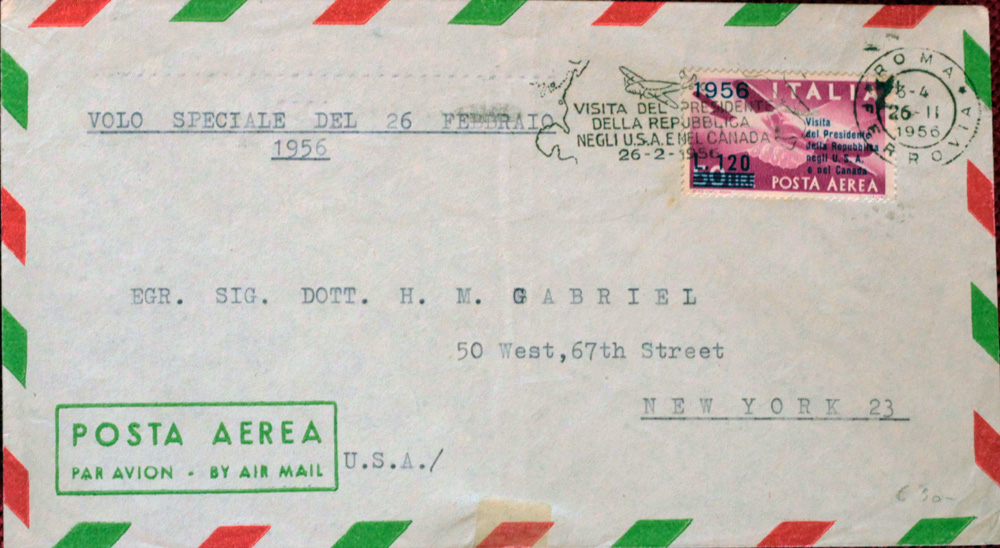 VOLO SPECIALE DEL 26 FEBBRAIO
1956
VISITA DEL PRESIDENTE
DELLA REPUBBLICA
NEGLI U.S.A. E NEL CANADA
26-2-1956
1956 ITALIA
Visita
del Presidente
della Repubblica
negli U.S.A.
e nel Canada
L. 120
50 LIRE
POSTA AEREA
ROMA
FERROVIA
26·II
1956
EGR. SIG. DOTT. H. M. GABRIEL
50 West,67th Street
NEW YORK 23
U.S.A./
POSTA AEREA
PAR AVION - BY AIR MAIL